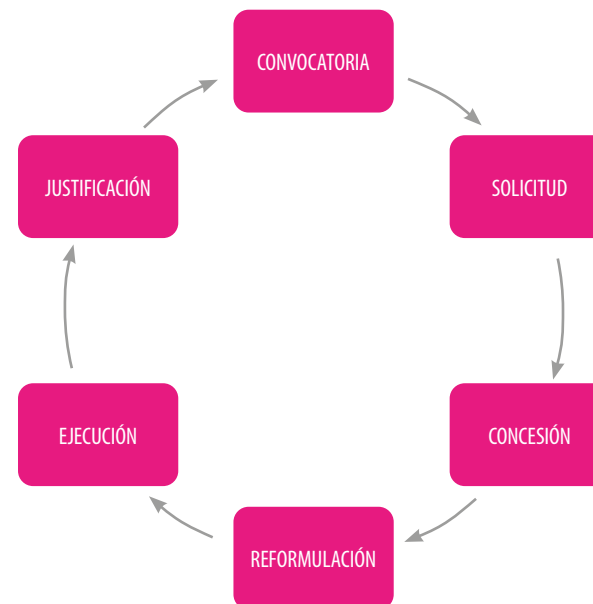 CONVOCATORIA
SOLICITUD
CONCESIÓN
REFORMULACIÓN
EJECUCIÓN
JUSTIFICACIÓN